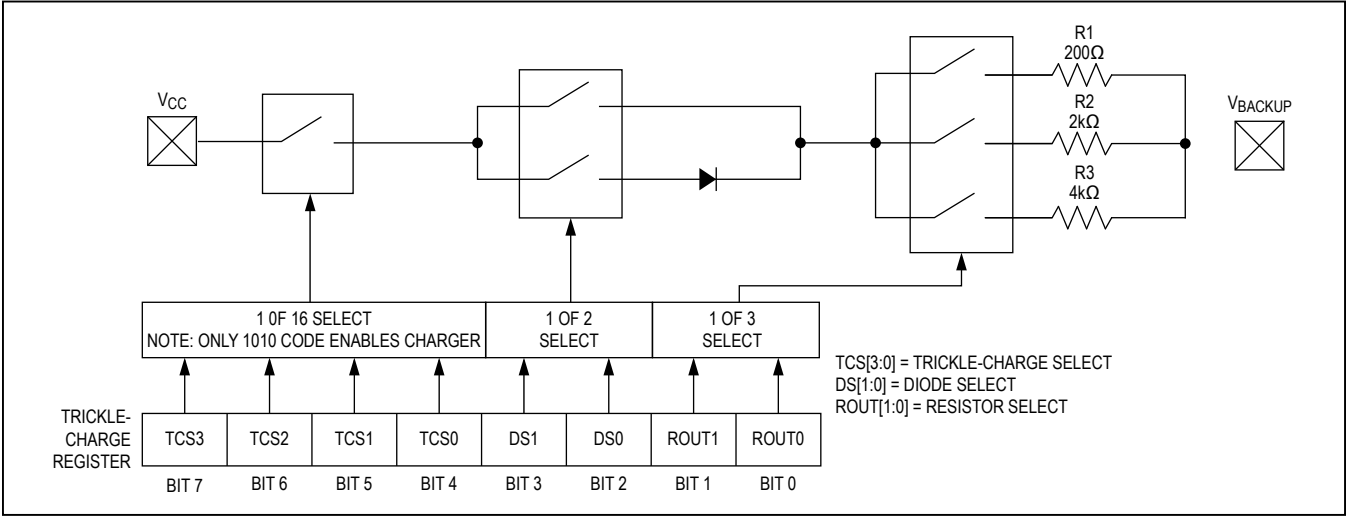 R1
200Ω
VCC
R2
2kΩ
VBACKUP
R3
4kΩ
1 0F 16 SELECT
NOTE: ONLY 1010 CODE ENABLES CHARGER
1 OF 2
SELECT
1 OF 3
SELECT
TCS[3:0] = TRICKLE-CHARGE SELECT
DS[1:0] = DIODE SELECT
ROUT[1:0] = RESISTOR SELECT
TRICKLE-
CHARGE
REGISTER
TCS3 TCS2 TCS1 TCS0 DS1 DS0 ROUT1 ROUT0
BIT 7 BIT 6 BIT 5 BIT 4 BIT 3 BIT 2 BIT 1 BIT 0